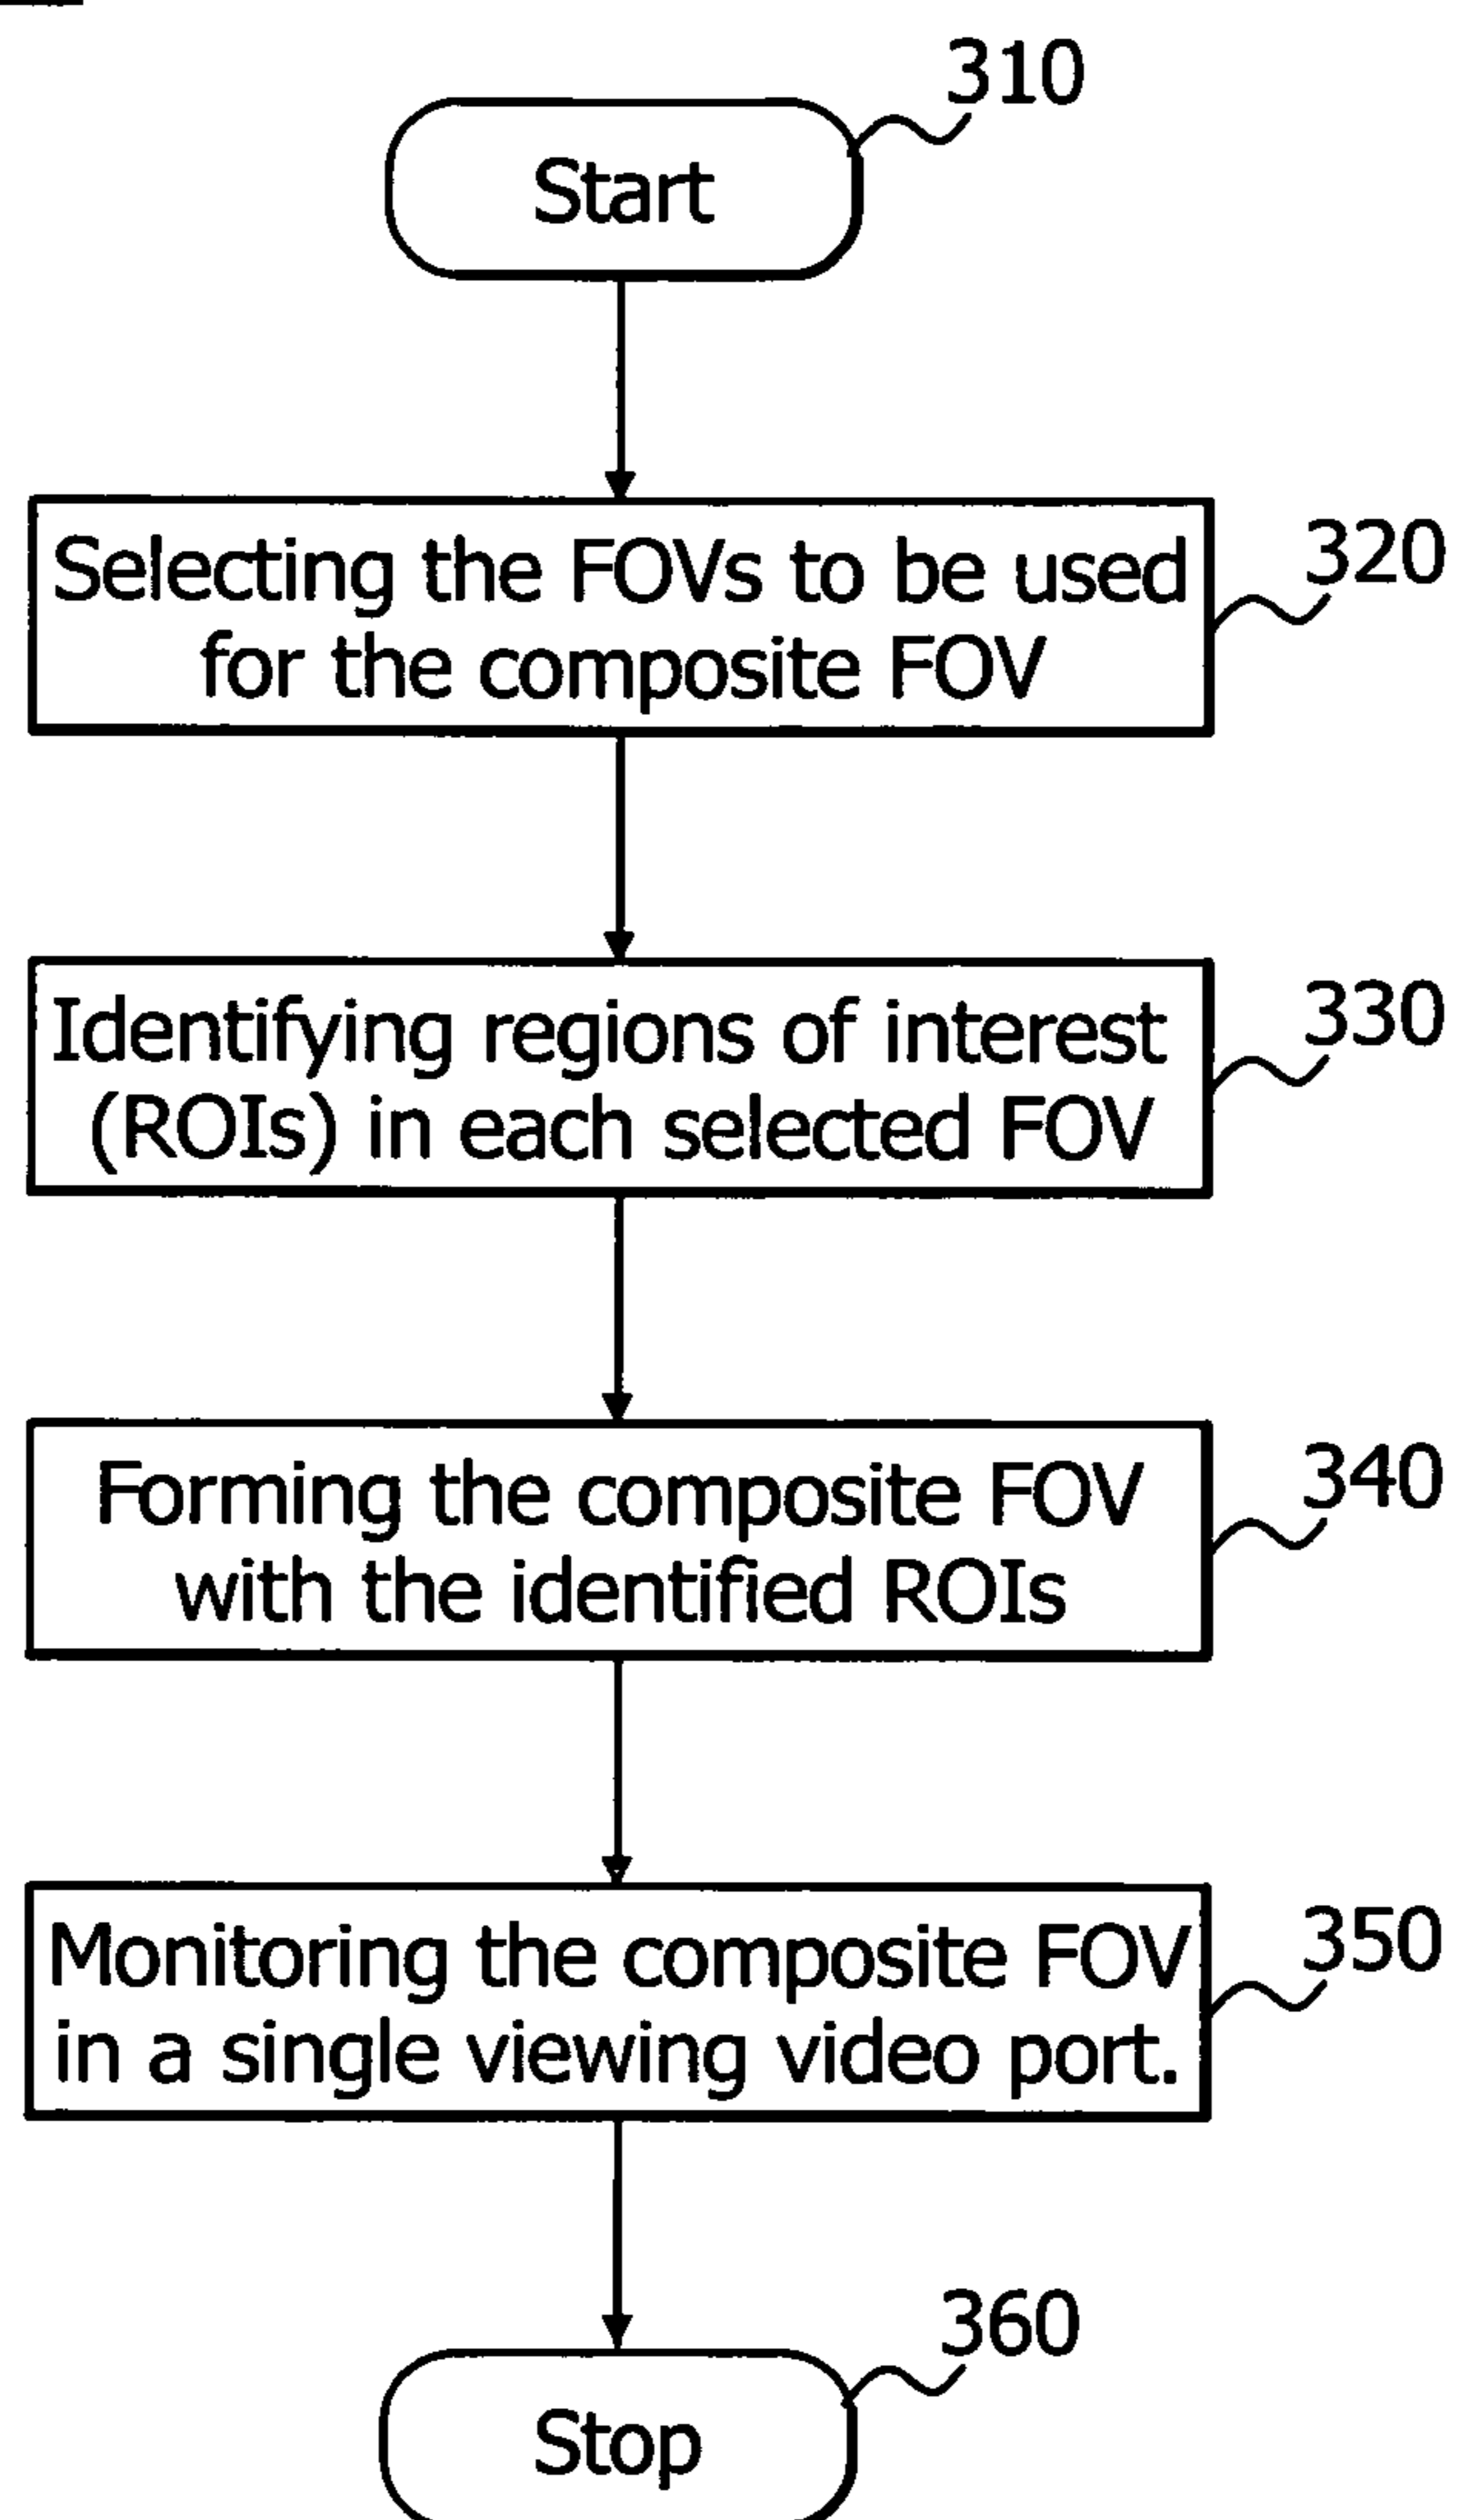 310
Start
Selecting the FOVs to be used
for the composite FOV
320
Identifying regions of interest
(ROIs) in each selected FOV
330
Forming the composite FOV
with the identified ROIs
340
Monitoring the composite FOV
in a single viewing video port.
350
360
Stop